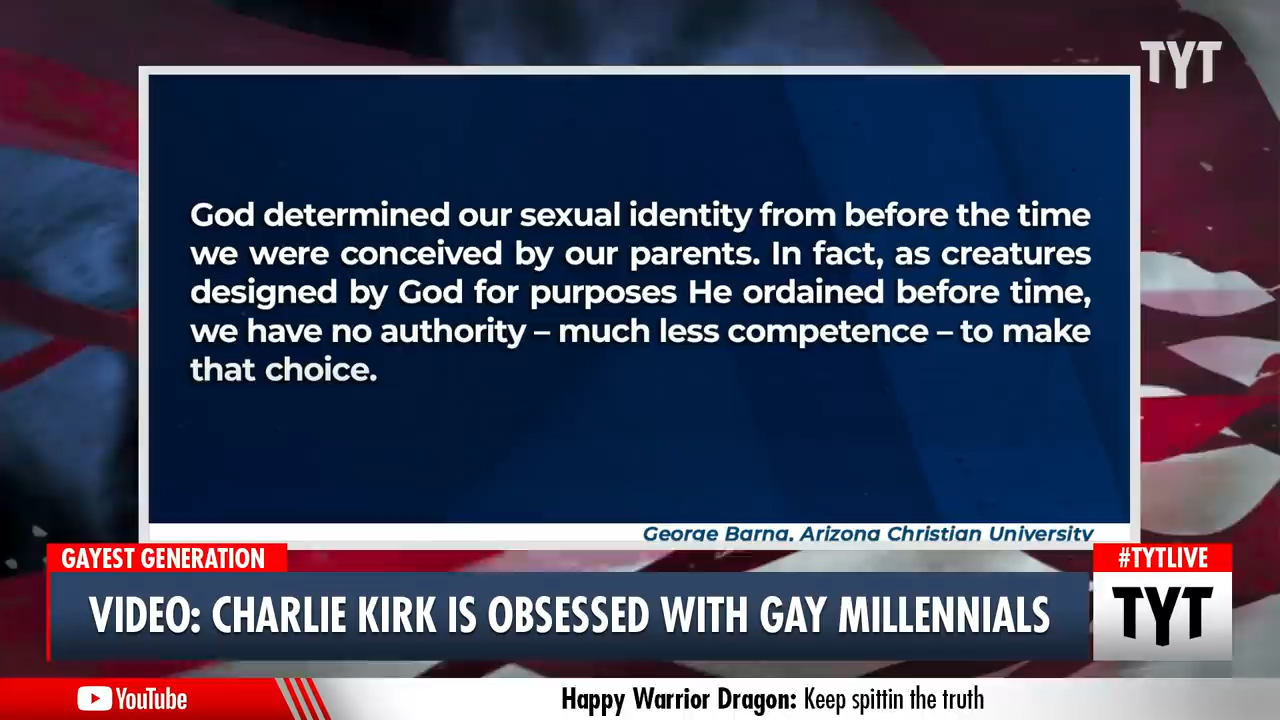 TYT
God determined our sexual identity from before the time
we were conceived by our parents. In fact, as creatures
designed by God for purposes He ordained before time,
we have no authority – much less competence – to make
that choice.
George Barna, Arizona Christian University
GAYEST GENERATION
#TYTLIVE
VIDEO: CHARLIE KIRK IS OBSESSED WITH GAY MILLENNIALS
TYT
YouTube
Happy Warrior Dragon: Keep spittin the truth